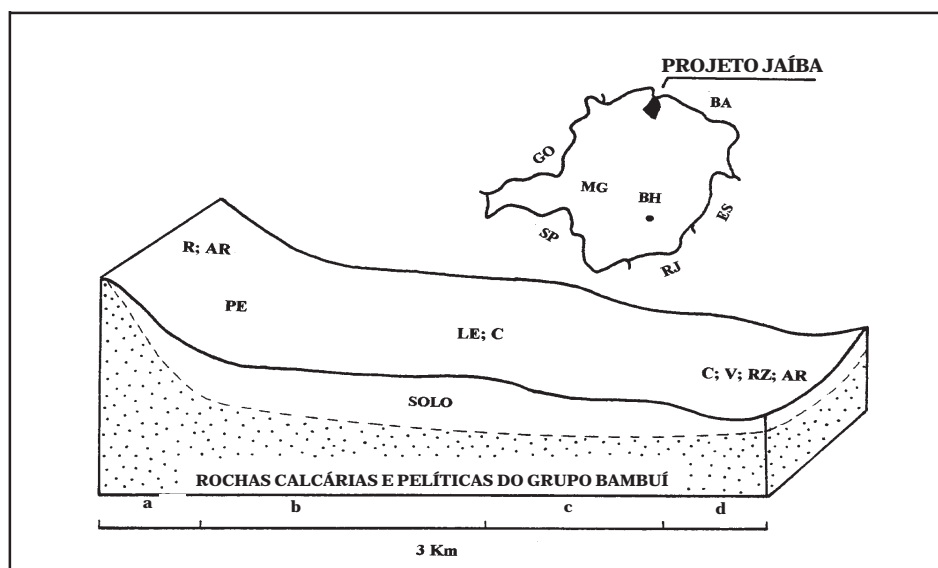 PROJETO JAÍBA
BA
GO
MG
BH
ES
SP
RJ
R; AR
PE
LE; C
C; V; RZ; AR
SOLO
ROCHAS CALCÁRIAS E PELÍTICAS DO GRUPO BAMBUÍ
a b c d
3 Km